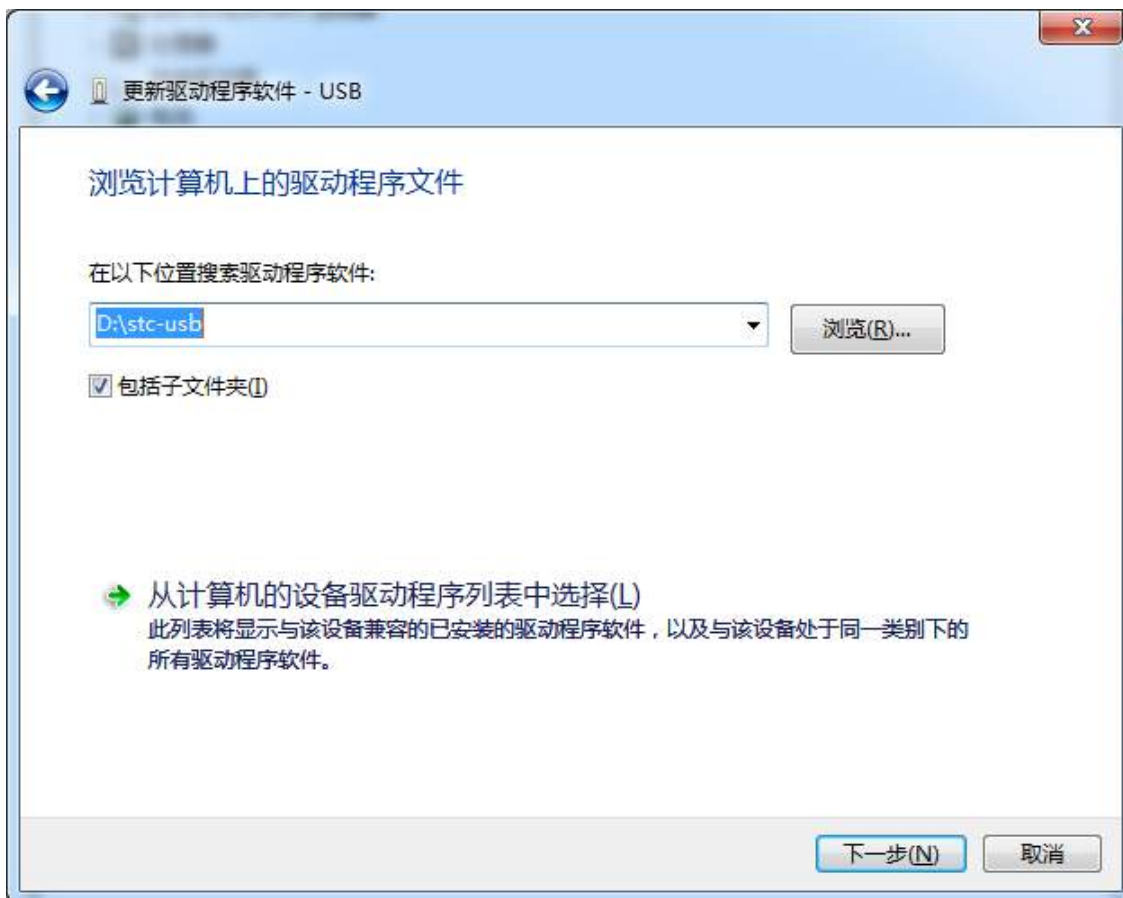 更新驱动程序软件 - USB
浏览计算机上的驱动程序文件
在以下位置搜索驱动程序软件:
D:\stc-usb
浏览(R)...
包括子文件夹(I)
从计算机的设备驱动程序列表中选择(L)
此列表将显示与该设备兼容的已安装的驱动程序软件，以及与该设备处于同一类别下的
所有驱动程序软件。
下一步(N)
取消